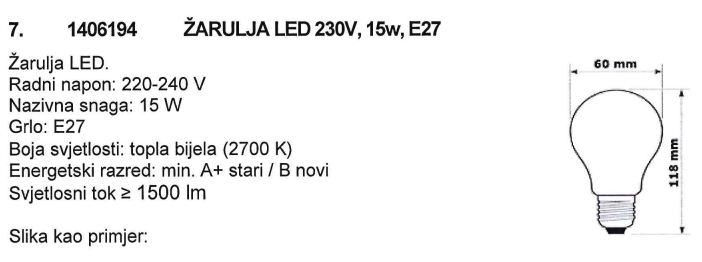 7. 1406194 ŽARULJA LED 230V, 15w, E27
Žarulja LED.
Radni napon: 220-240 V
Nazivna snaga: 15 W
Grlo: E27
Boja svjetlosti: topla bijela (2700 K)
Energetski razred: min. A+ stari / B novi
Svjetlosni tok ≥ 1500 lm
Slika kao primjer:
60 mm
118 mm